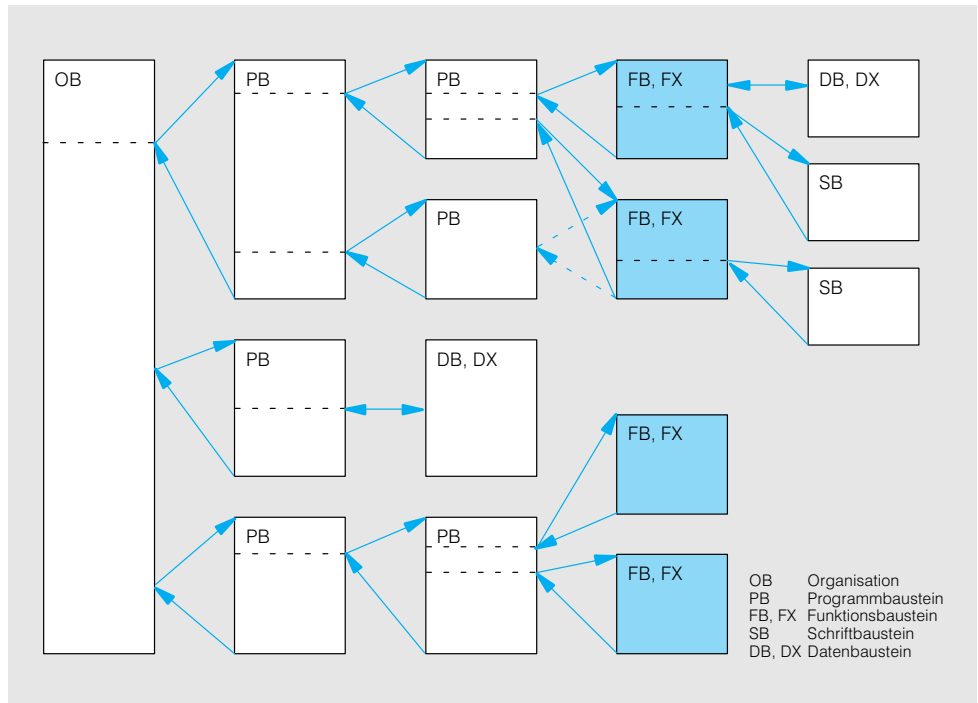 OB
PB
PB
FB, FX
DB, DX
SB
PB
FB, FX
SB
PB
DB, DX
FB, FX
PB
PB
FB, FX
OB Organisation
PB Programmbaustein
FB, FX Funktionsbaustein
SB Schriftbaustein
DB, DX Datenbaustein